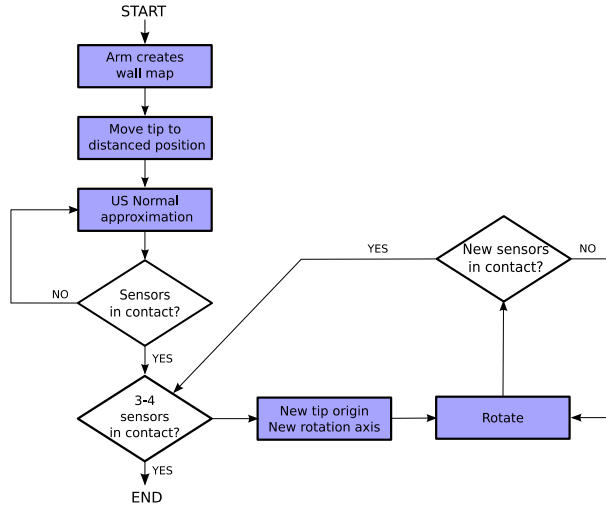 START
Arm creates
wall map
Move tip to
distanced position
US Normal
approximation
NO
Sensors
in contact?
YES
3-4
sensors
in contact?
YES
END
New tip origin
New rotation axis
Rotate
New sensors
in contact?
YES
NO